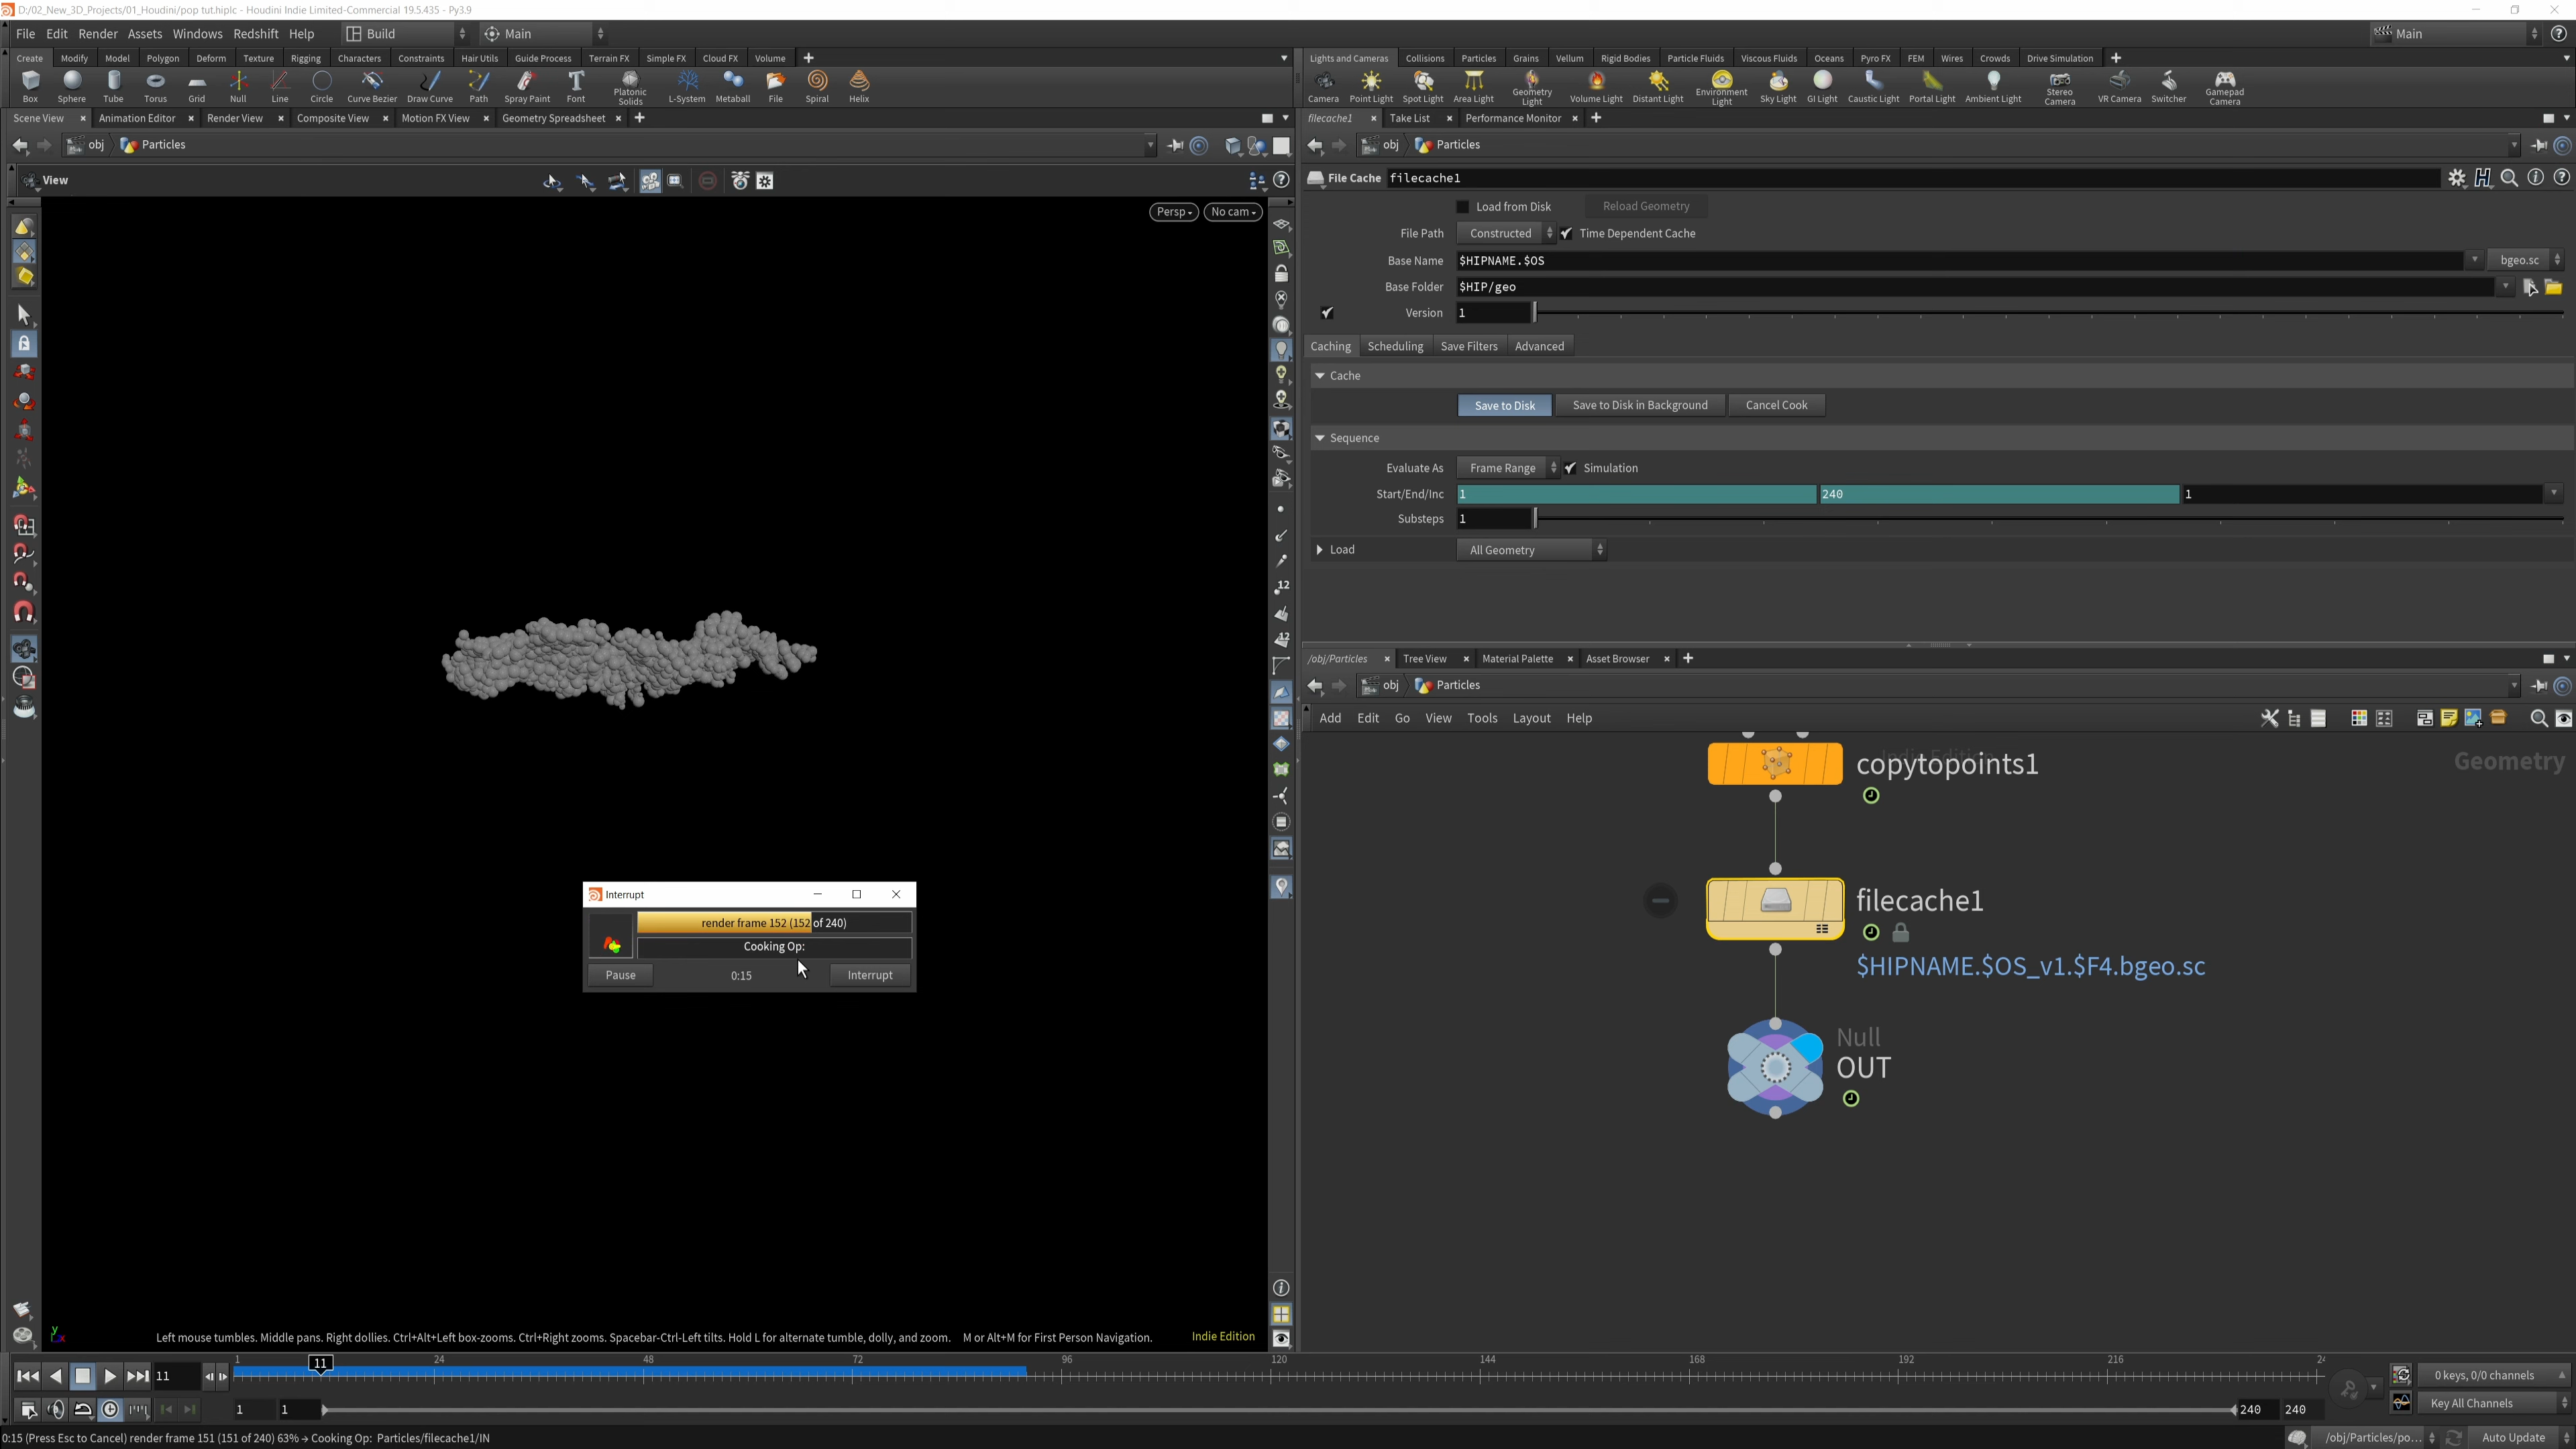 D:/02_New_3D_Projects/01_Houdini/pop tut.hiplc - Houdini Indie Limited-Commercial 19.5.435 - Py3.9
File Edit Render Assets Windows Redshift Help Build Main Main
Create Modify Model Polygon Deform Texture Rigging Characters Constraints Hair Utils Guide Process Terrain FX Simple FX Cloud FX Volume
Lights and Cameras Collisions Particles Grains Vellum Rigid Bodies Particle Fluids Viscous Fluids Oceans Pyro FX FEM Wires Crowds Drive Simulation
Box Sphere Tube Torus Grid Null Line Circle Curve Bezier Draw Curve Path Spray Paint Font Platonic Solids L-System Metaball File Spiral Helix
Camera Point Light Spot Light Area Light Geometry Light Volume Light Distant Light Environment Light Sky Light GI Light Caustic Light Portal Light Ambient Light Stereo Camera VR Camera Switcher Gamepad Camera
Scene View Animation Editor Render View Composite View Motion FX View Geometry Spreadsheet
filecache1 Take List Performance Monitor
obj Particles
obj Particles
View
Persp No cam
File Cache filecache1
Load from Disk Reload Geometry
File Path Constructed Time Dependent Cache
Base Name $HIPNAME.$OS bgeo.sc
Base Folder $HIP/geo
Version 1
Caching Scheduling Save Filters Advanced
Cache
Save to Disk Save to Disk in Background Cancel Cook
Sequence
Evaluate As Frame Range Simulation
Start/End/Inc 1 240 1
Substeps 1
Load All Geometry
12
12
/obj/Particles Tree View Material Palette Asset Browser
obj Particles
Add Edit Go View Tools Layout Help
Indie Edition
Geometry
copytopoints1
filecache1
$HIPNAME.$OS_v1.$F4.bgeo.sc
Null
OUT
Interrupt
render frame 152 (152 of 240)
Cooking Op:
Pause 0:15 Interrupt
y x
Left mouse tumbles. Middle pans. Right dollies. Ctrl+Alt+Left box-zooms. Ctrl+Right zooms. Spacebar-Ctrl-Left tilts. Hold L for alternate tumble, dolly, and zoom. M or Alt+M for First Person Navigation. Indie Edition
11 1 11 24 48 72 96 120 144 168 192 216 24
0 keys, 0/0 channels
1 1 240 240 Key All Channels
0:15 (Press Esc to Cancel) render frame 151 (151 of 240) 63% → Cooking Op: Particles/filecache1/IN
/obj/Particles/po... Auto Update